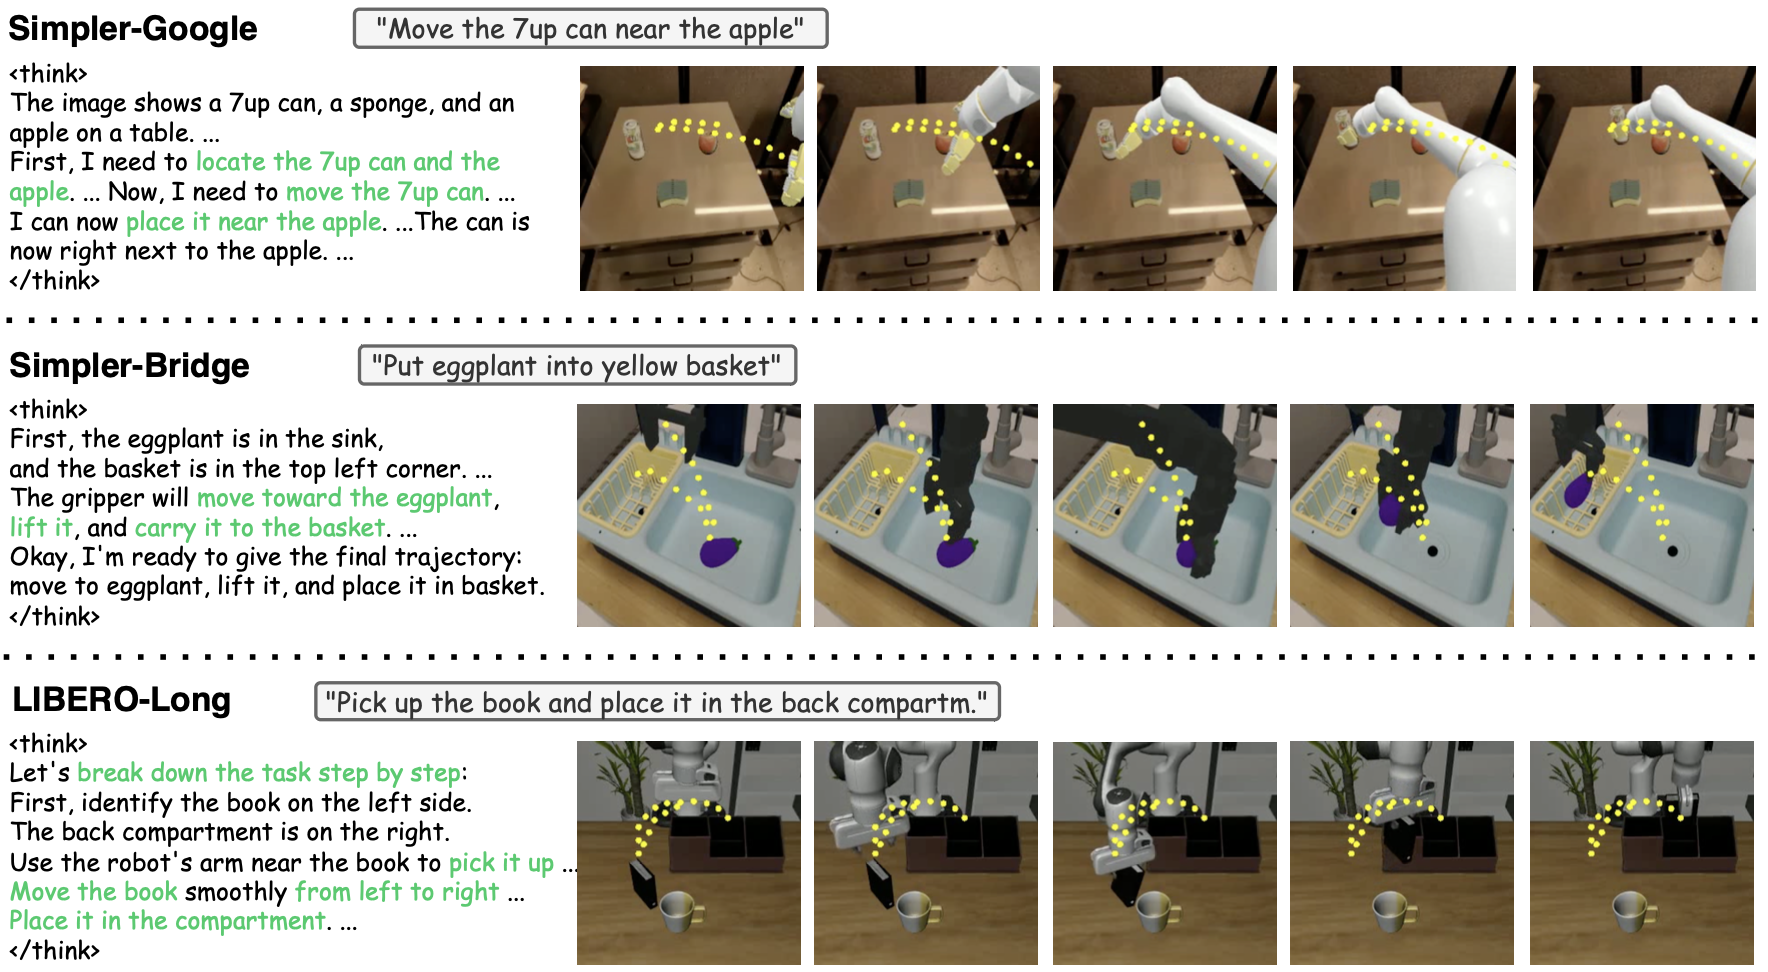 Simpler-Google
"Move the 7up can near the apple"
<think>
The image shows a 7up can, a sponge, and an
apple on a table. ...
First, I need to locate the 7up can and the
apple. ... Now, I need to move the 7up can. ...
I can now place it near the apple. ...The can is
now right next to the apple. ...
</think>
Simpler-Bridge
"Put eggplant into yellow basket"
<think>
First, the eggplant is in the sink,
and the basket is in the top left corner. ...
The gripper will move toward the eggplant,
lift it, and carry it to the basket. ...
Okay, I'm ready to give the final trajectory:
move to eggplant, lift it, and place it in basket.
</think>
LIBERO-Long
"Pick up the book and place it in the back compartm."
<think>
Let's break down the task step by step:
First, identify the book on the left side.
The back compartment is on the right.
Use the robot's arm near the book to pick it up ...
Move the book smoothly from left to right ...
Place it in the compartment. ...
</think>